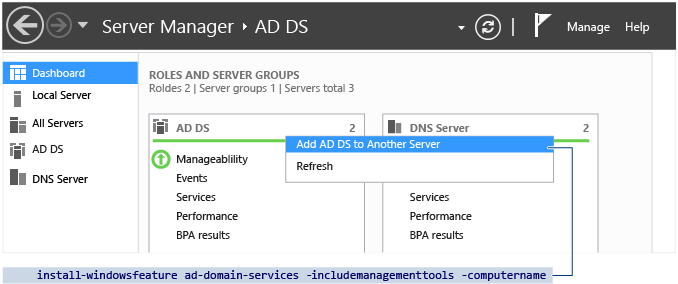 Server Manager • AD DS
Manage Help
Dashboard
Local Server
All Servers
AD DS
DNS Server
ROLES AND SERVER GROUPS
Roldes 2 | Server groups 1 | Servers total 3
AD DS 2
Manageablility
Events
Services
Performance
BPA results
DNS Server 2
Add AD DS to Another Server
Refresh
Services
Performance
BPA results
install-windowsfeature ad-domain-services -includemanagementtools -computername